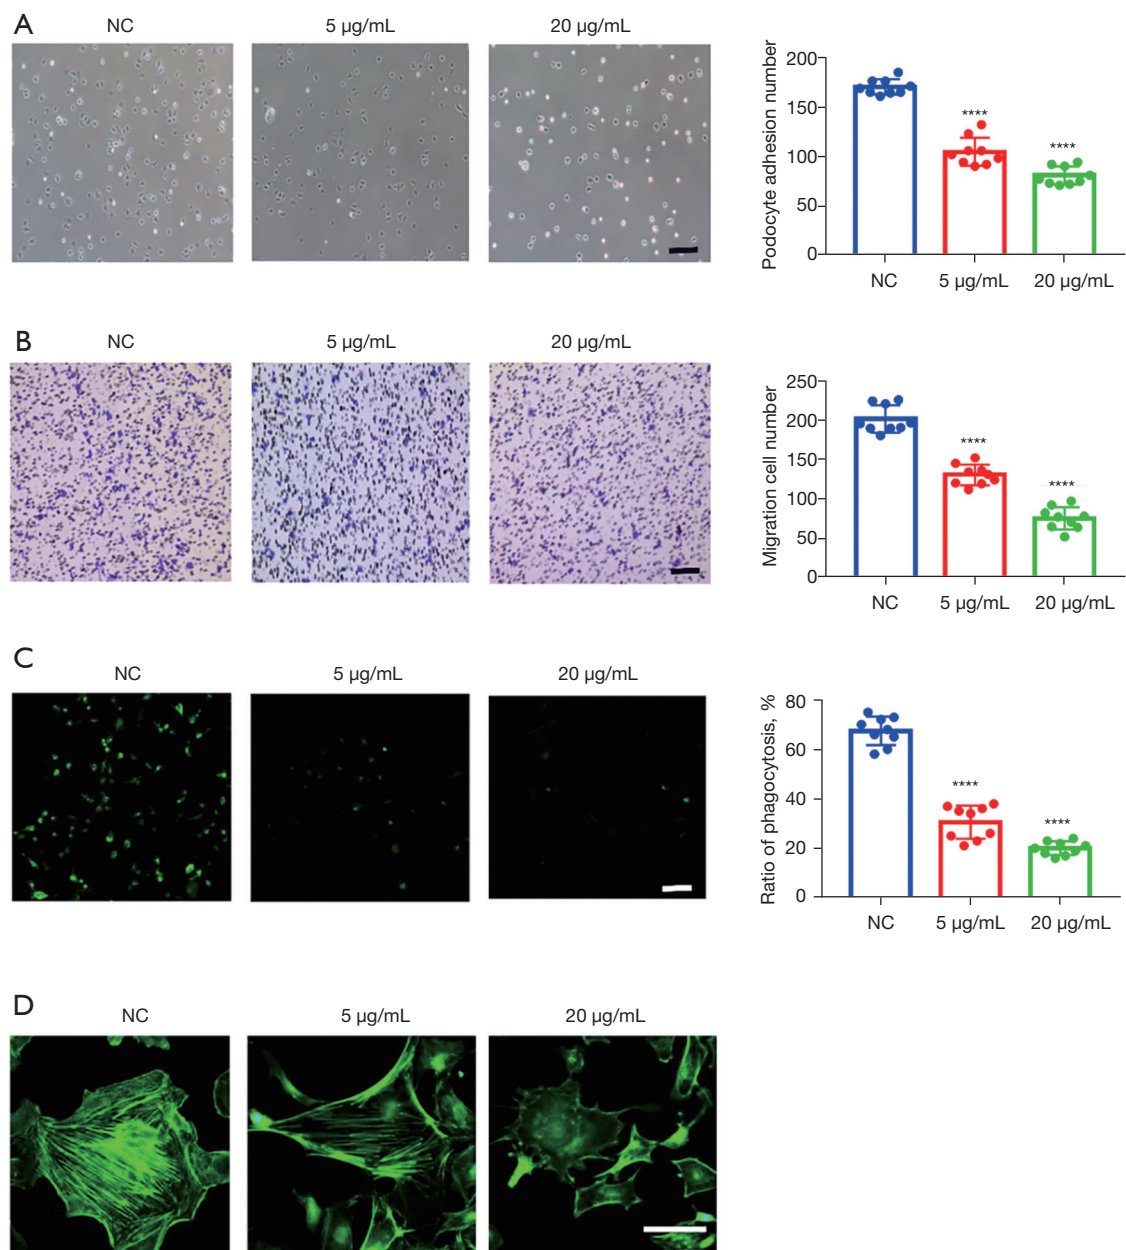 A
NC 5 µg/mL 20 µg/mL
Podocyte adhesion number
200
150
100
50
0
****
****
NC 5 µg/mL 20 µg/mL
B
NC 5 µg/mL 20 µg/mL
Migration cell number
250
200
150
100
50
0
****
****
NC 5 µg/mL 20 µg/mL
C
NC 5 µg/mL 20 µg/mL
Ratio of phagocytosis, %
80
60
40
20
0
****
****
NC 5 µg/mL 20 µg/mL
D
NC 5 µg/mL 20 µg/mL